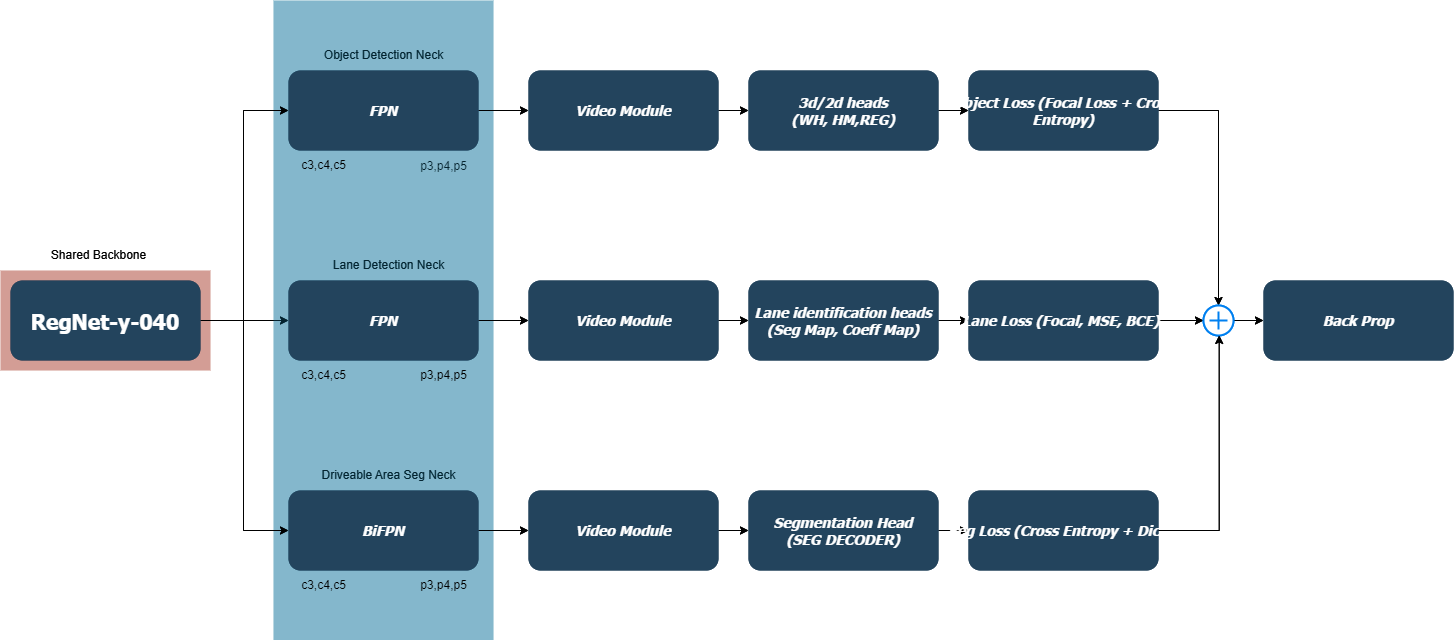 Object Detection Neck
FPN
c3,c4,c5
p3,p4,p5
Video Module
3d/2d heads
(WH, HM,REG)
Loss (Focal Loss +
Entropy)
Shared Backbone
RegNet-y-040
Lane Detection Neck
FPN
c3,c4,c5
p3,p4,p5
Video Module
Lane identification heads
(Seg Map, Coeff Map)
Lane Loss (Focal, MSE, BCE)
Back Prop
Driveable Area Seg Neck
BiFPN
c3,c4,c5
p3,p4,p5
Video Module
Segmentation Head
(SEG DECODER)
Loss (Cross Entropy +